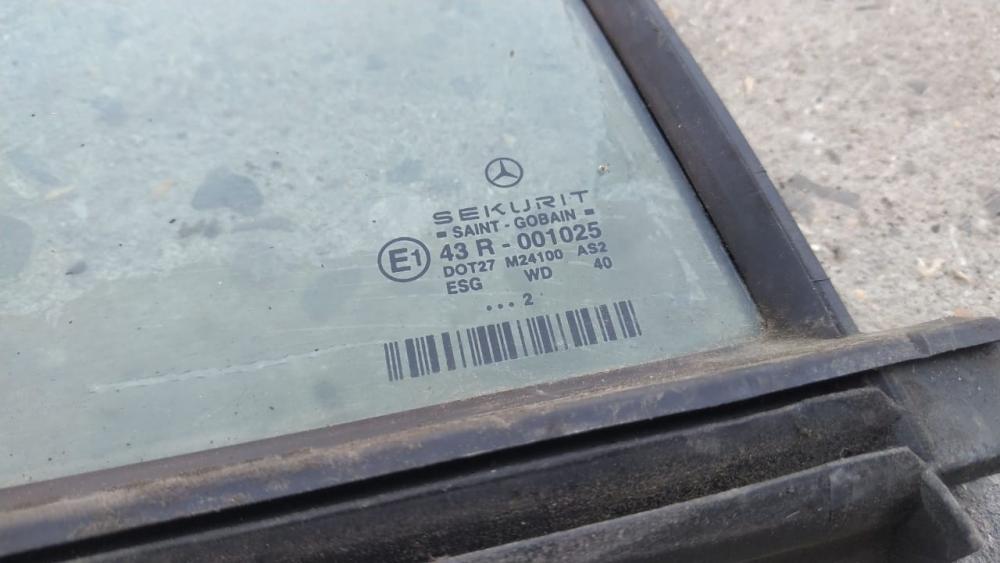 SEKURIT
SAINT - GOBAIN
E1 43 R - 001025
DOT27 M24100 AS2
ESG WD 40
... 2